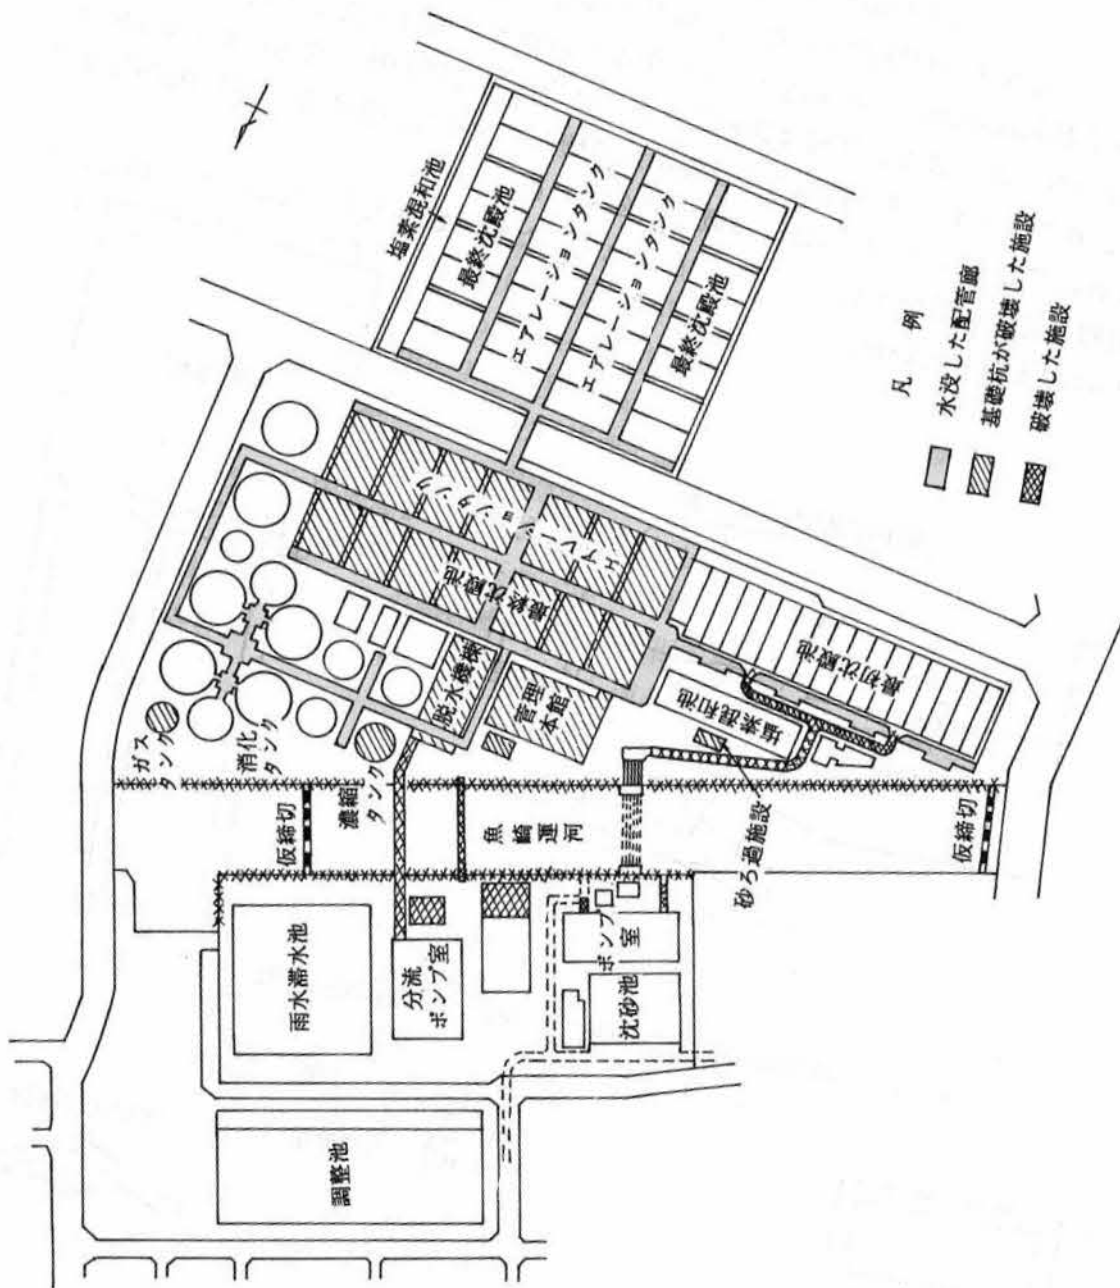 塩素混和池
最終沈殿池
エアレーションタンク
エアレーションタンク
最終沈殿池
凡 例
水没した配管廊
基礎杭が破壊した施設
破壊した施設
エアレーションタンク
最終沈殿池
最初沈殿池
脱水機棟
管理
本館
塩素混和池
ガス
タンク
消化
タンク
濃縮
タンク
砂ろ過施設
仮締切
魚崎運河
仮締切
雨水滞水池
分流
ポンプ室
ポンプ
室
沈砂池
調整池